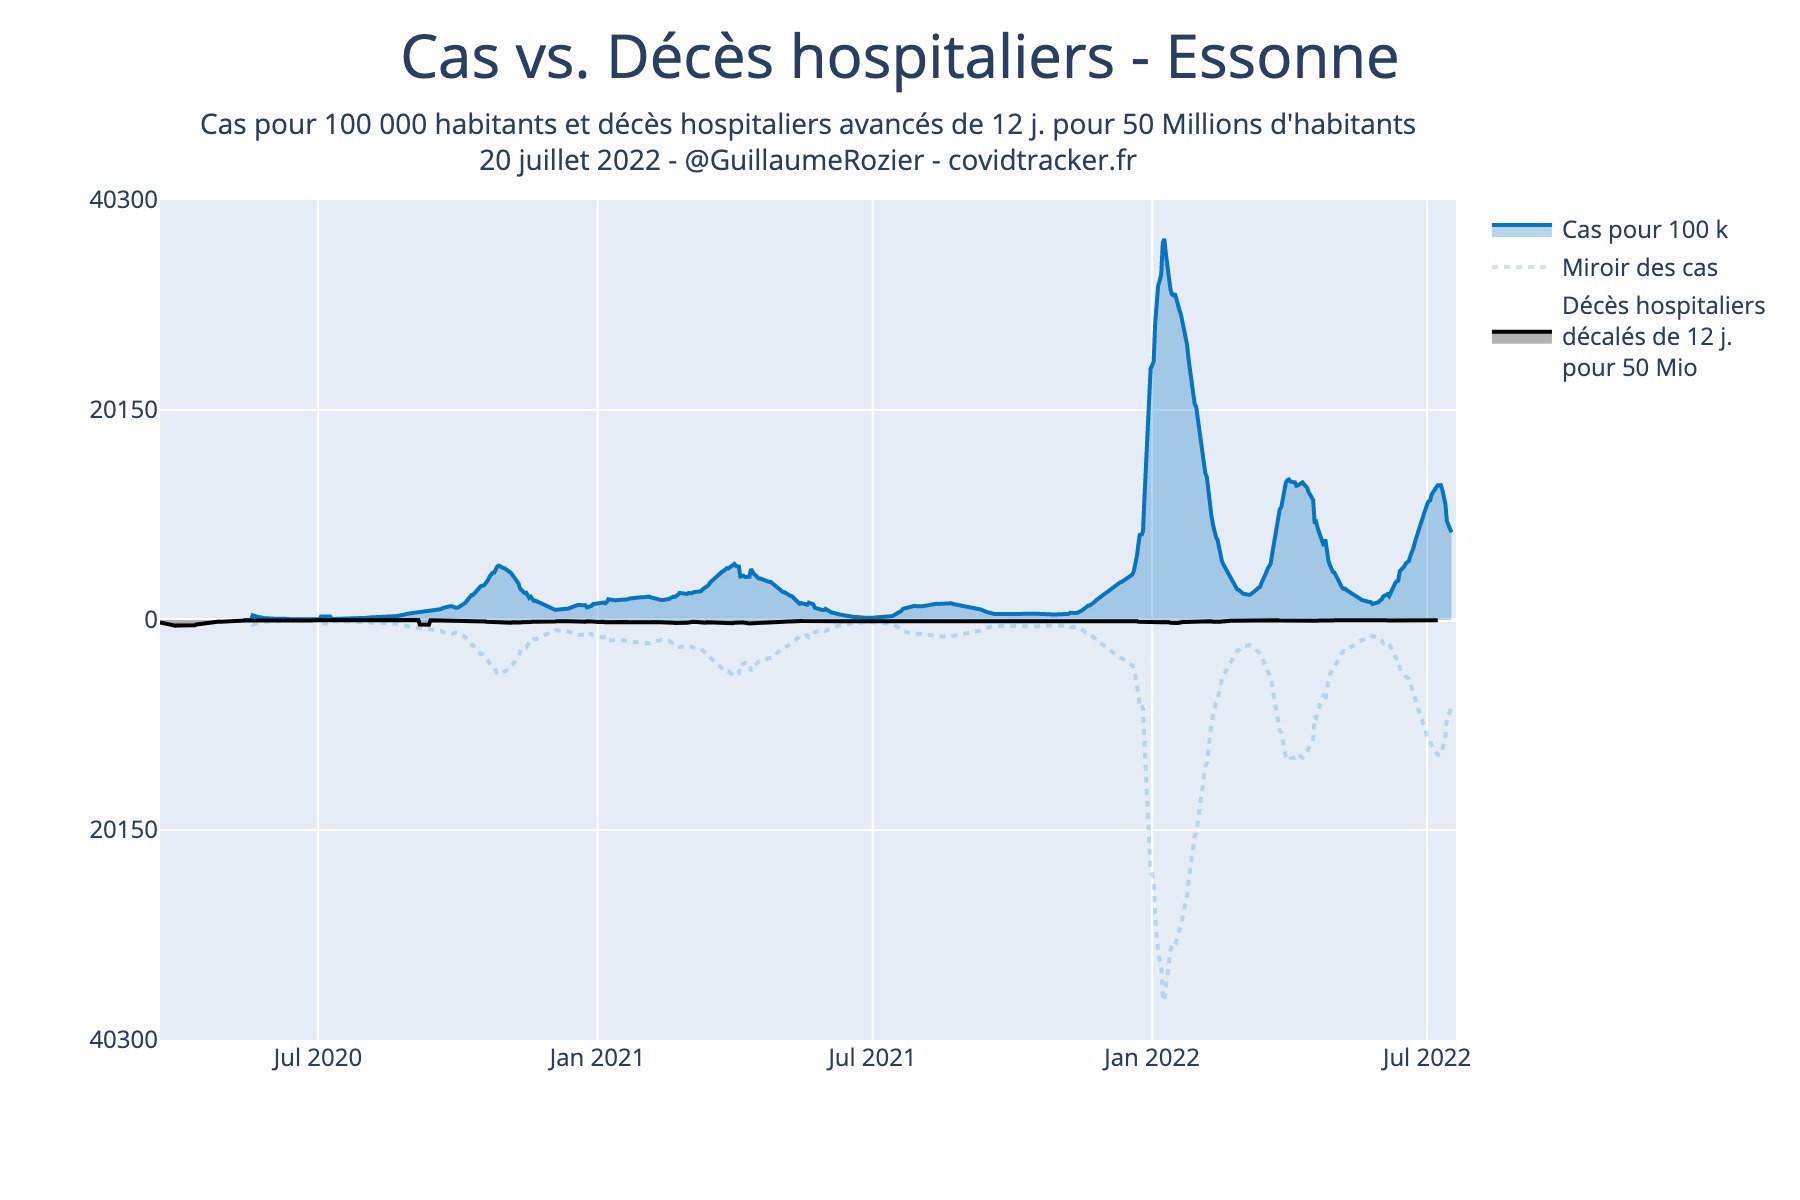 Cas vs. Décès hospitaliers - Essonne
Cas pour 100 000 habitants et décès hospitaliers avancés de 12 j. pour 50 Millions d'habitants
20 juillet 2022 - @GuillaumeRozier - covidtracker.fr
40300
20150
0
20150
40300
Jul 2020
Jan 2021
Jul 2021
Jan 2022
Jul 2022
Cas pour 100 k
Miroir des cas
Décès hospitaliers
décalés de 12 j.
pour 50 Mio